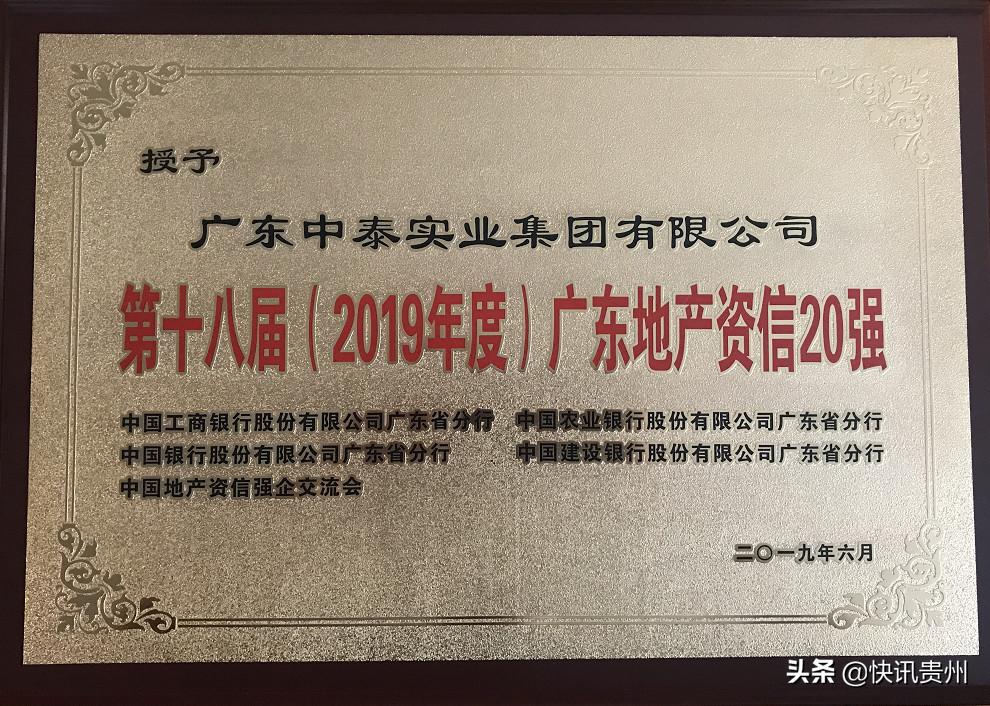 授予
广东中泰实业集团有限公司
第十八届（2019年度）广东地产资信20强
中国工商银行股份有限公司广东省分行 中国农业银行股份有限公司广东省分行
中国银行股份有限公司广东省分行 中国建设银行股份有限公司广东省分行
中国地产资信强企交流会
二〇一九年六月
头条 @快讯贵州